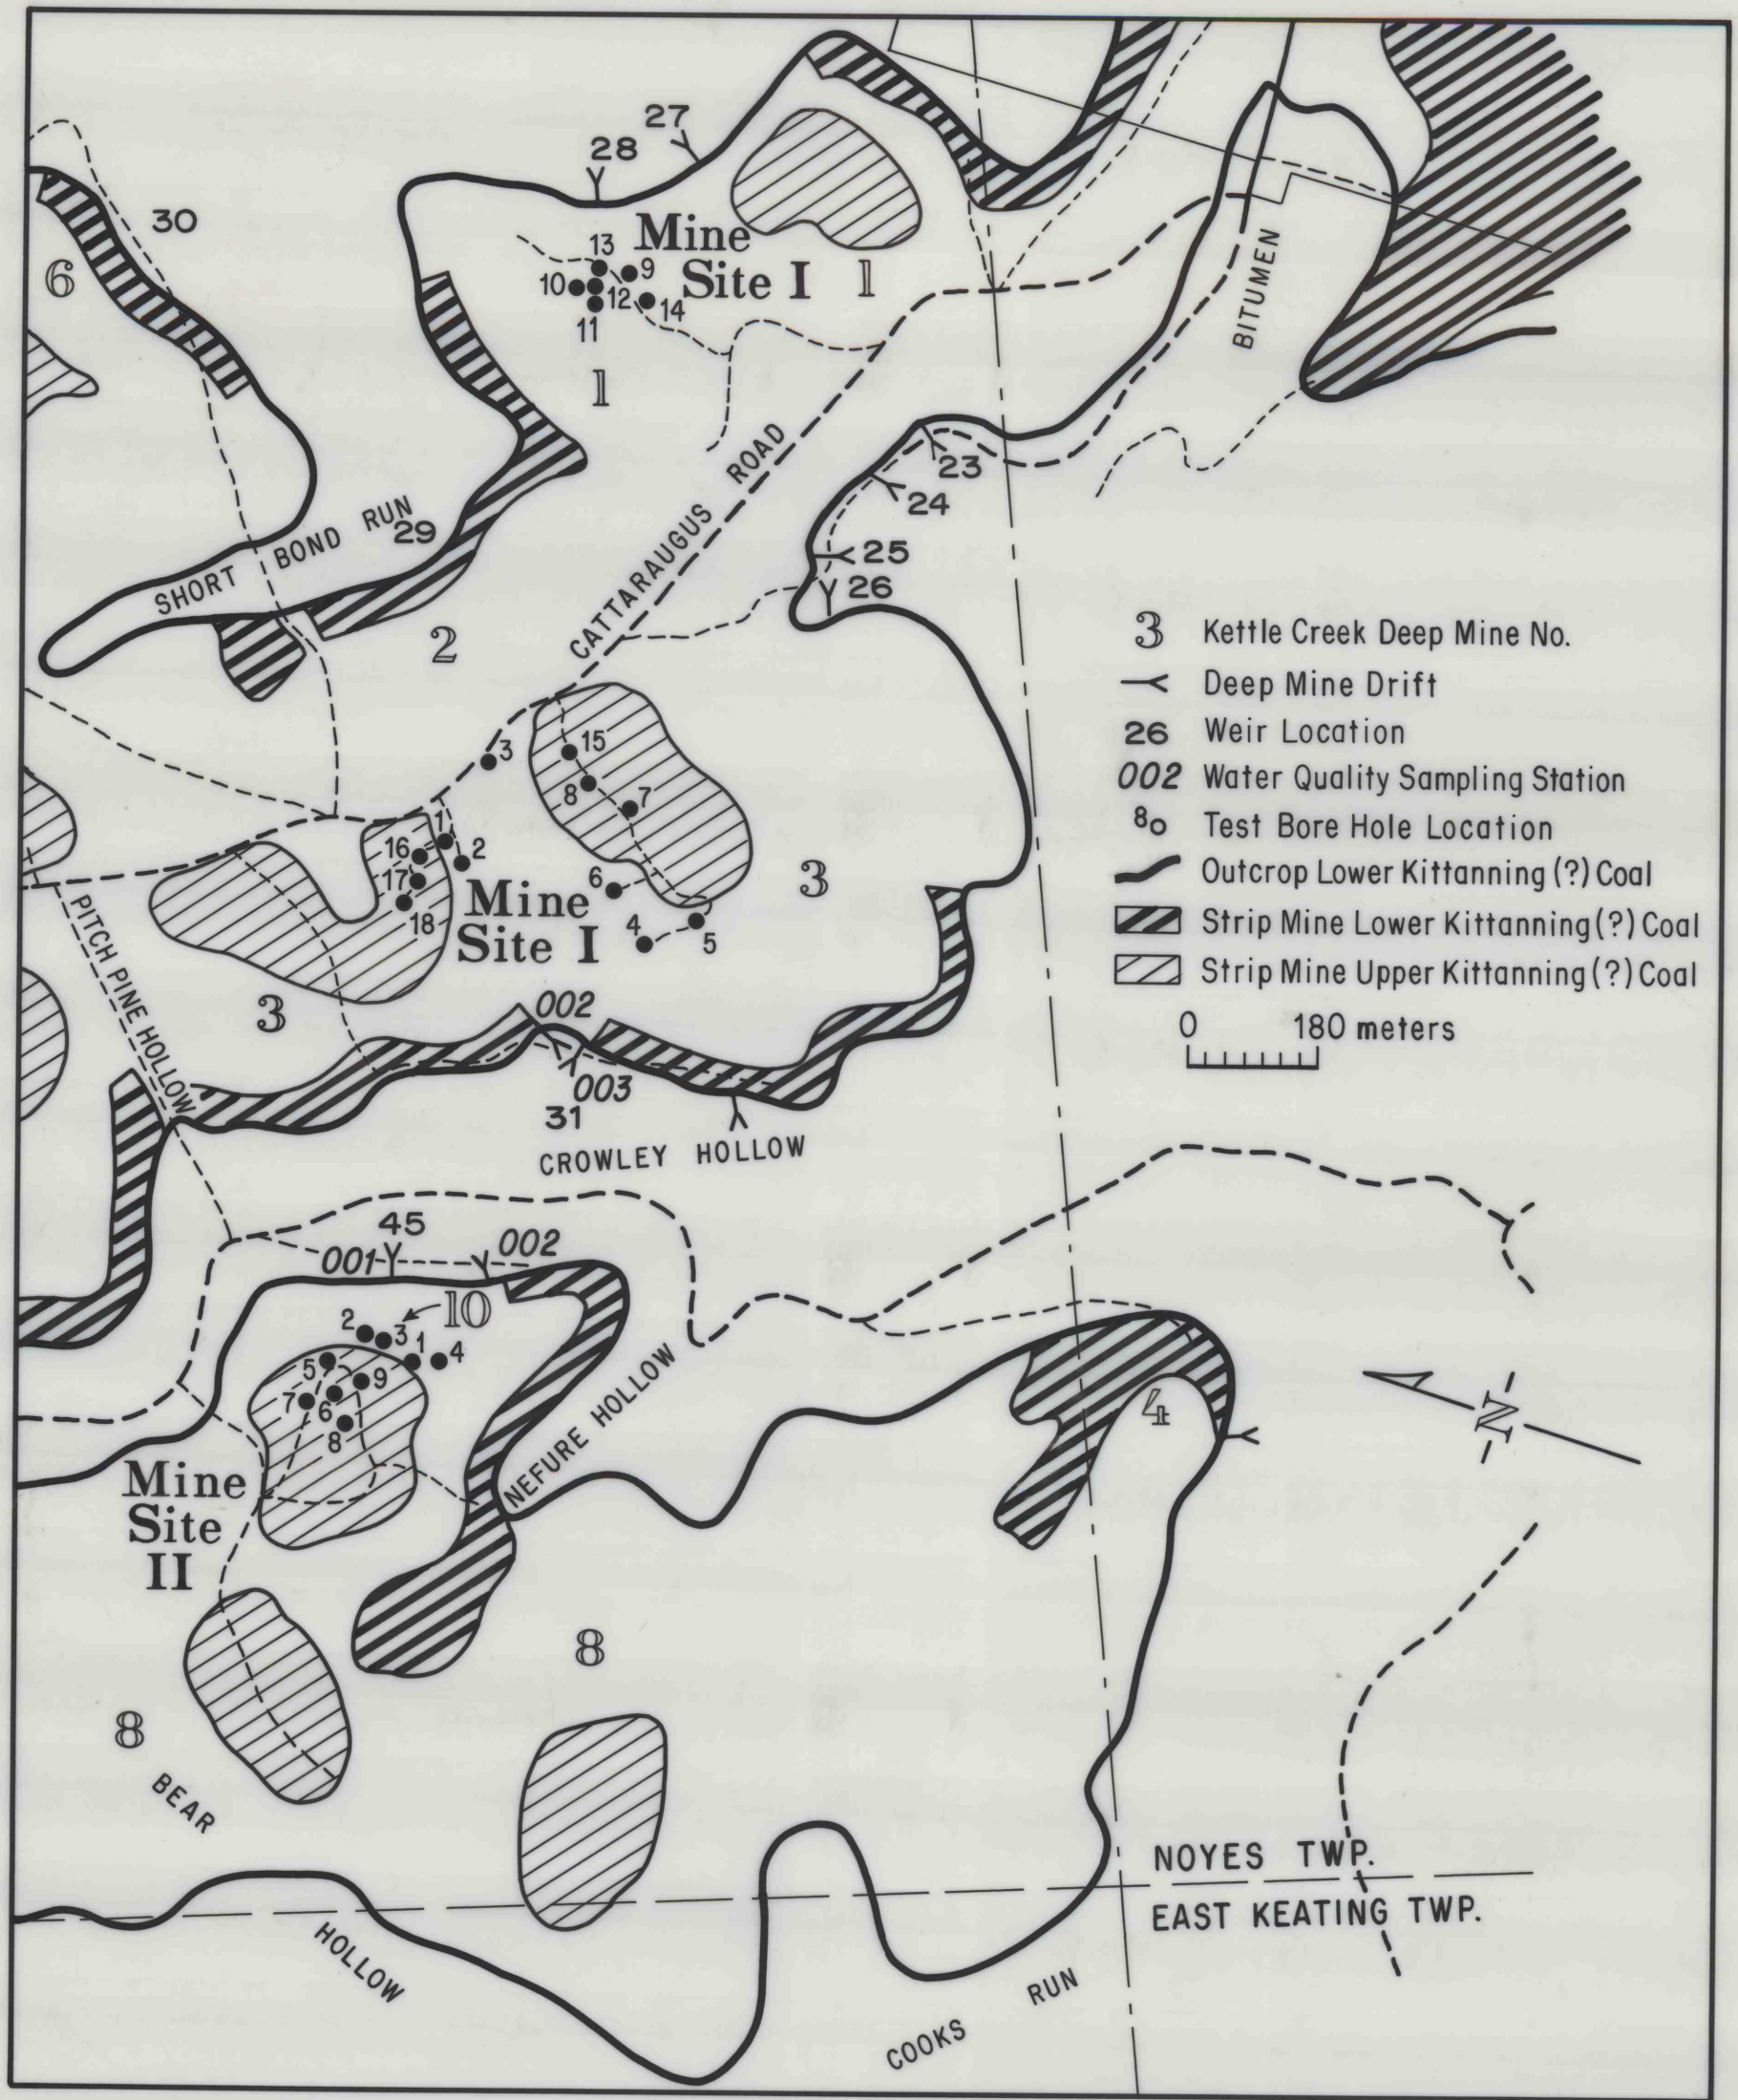 27
28
30
6
Mine
Site I
1
13
9
10
12
14
11
1
BITUMEN
CATTARAUGUS ROAD
23
24
25
26
SHORT BOND RUN
29
2
3
15
8
7
1
16
2
17
18
6
4
5
Mine
Site I
3
3
PITCH PINE HOLLOW
002
003
31
CROWLEY HOLLOW
3 Kettle Creek Deep Mine No.
Deep Mine Drift
26 Weir Location
002 Water Quality Sampling Station
8 Test Bore Hole Location
Outcrop Lower Kittanning (?) Coal
Strip Mine Lower Kittanning (?) Coal
Strip Mine Upper Kittanning (?) Coal
0 180 meters
45
001
002
10
2
3
1
4
5
9
7
6
8
NEFURE HOLLOW
4
N
Mine
Site
II
8
8
BEAR
HOLLOW
NOYES TWP.
EAST KEATING TWP.
COOKS RUN